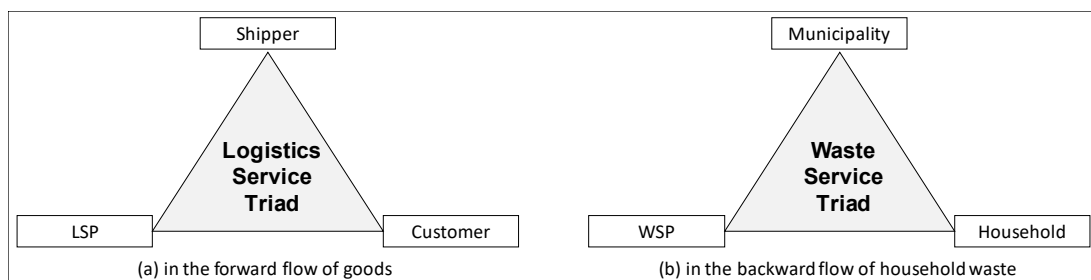 Shipper
Logistics
Service
Triad
LSP
Customer
(a) in the forward flow of goods
Municipality
Waste
Service
Triad
WSP
Household
(b) in the backward flow of household waste